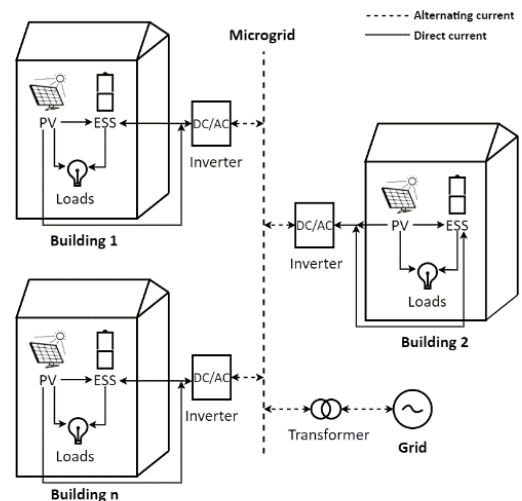 Alternating current
Direct current
Microgrid
PV
ESS
Loads
DC/AC
Inverter
Building 1
PV
ESS
Loads
DC/AC
Inverter
Building 2
PV
ESS
Loads
DC/AC
Inverter
Building n
Transformer
Grid